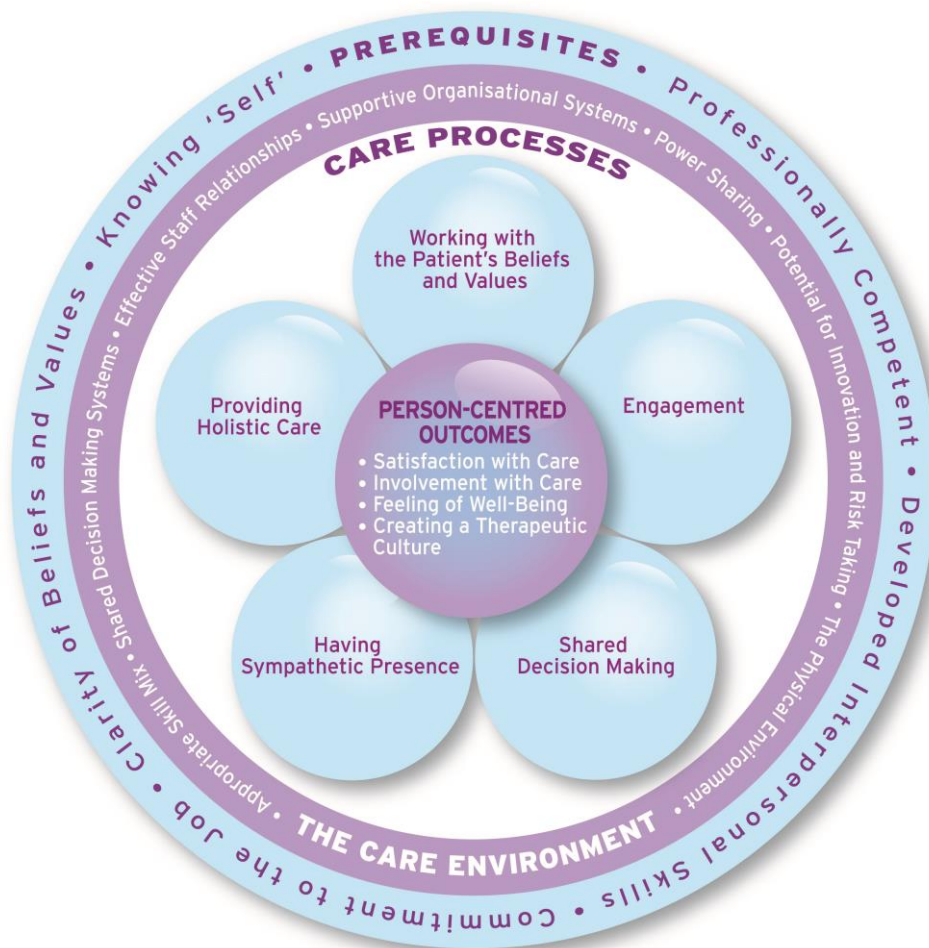 PREREQUISITES • Professionally Competent • Developed Interpersonal Skills • Commitment to the Job • Clarity of Beliefs and Values • Knowing 'Self' •
THE CARE ENVIRONMENT • Appropriate Skill Mix • Shared Decision Making Systems • Effective Staff Relationships • Supportive Organisational Systems • Power Sharing • Potential for Innovation and Risk Taking • The Physical Environment •
CARE PROCESSES
Working with
the Patient's Beliefs
and Values
Providing
Holistic Care
Engagement
PERSON-CENTRED
OUTCOMES
• Satisfaction with Care
• Involvement with Care
• Feeling of Well-Being
• Creating a Therapeutic
Culture
Having
Sympathetic Presence
Shared
Decision Making